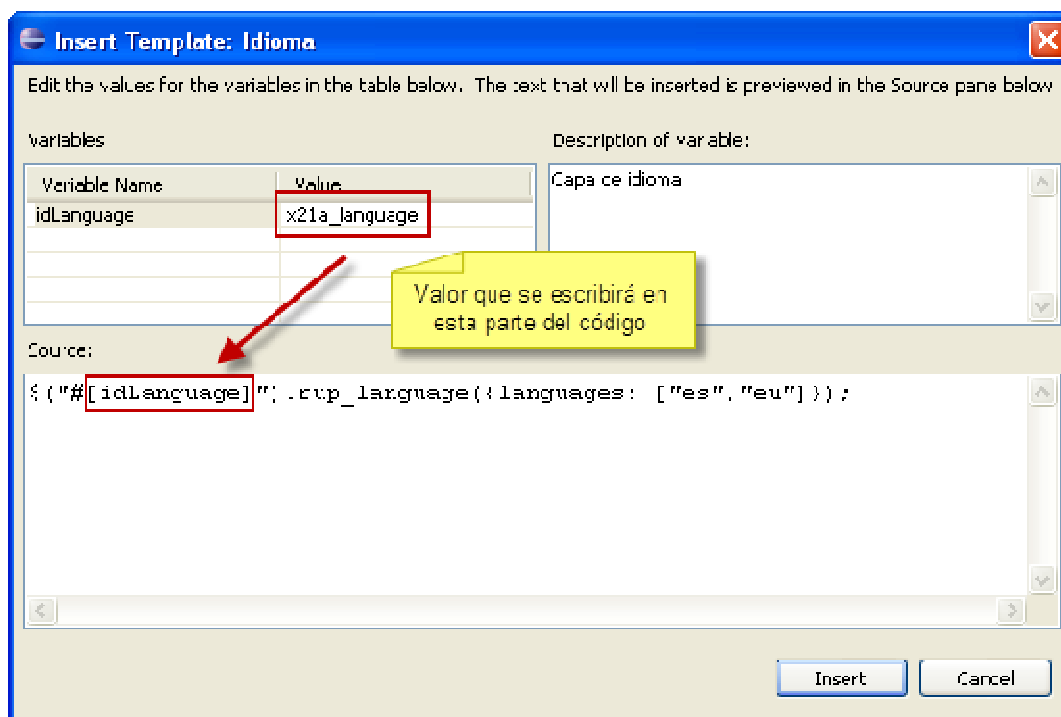 Insert Template: Idioma
Edit the values for the variables in the table below. The text that will be inserted is previewed in the Source pane below
Variables
Description of variable:
Variable Name Value
Capa de idioma
idLanguage x21a_language
Valor que se escribirá en
esta parte del código
Source:
$("#[idLanguage]").rup_language({languages: ["es","eu"]});
Insert Cancel